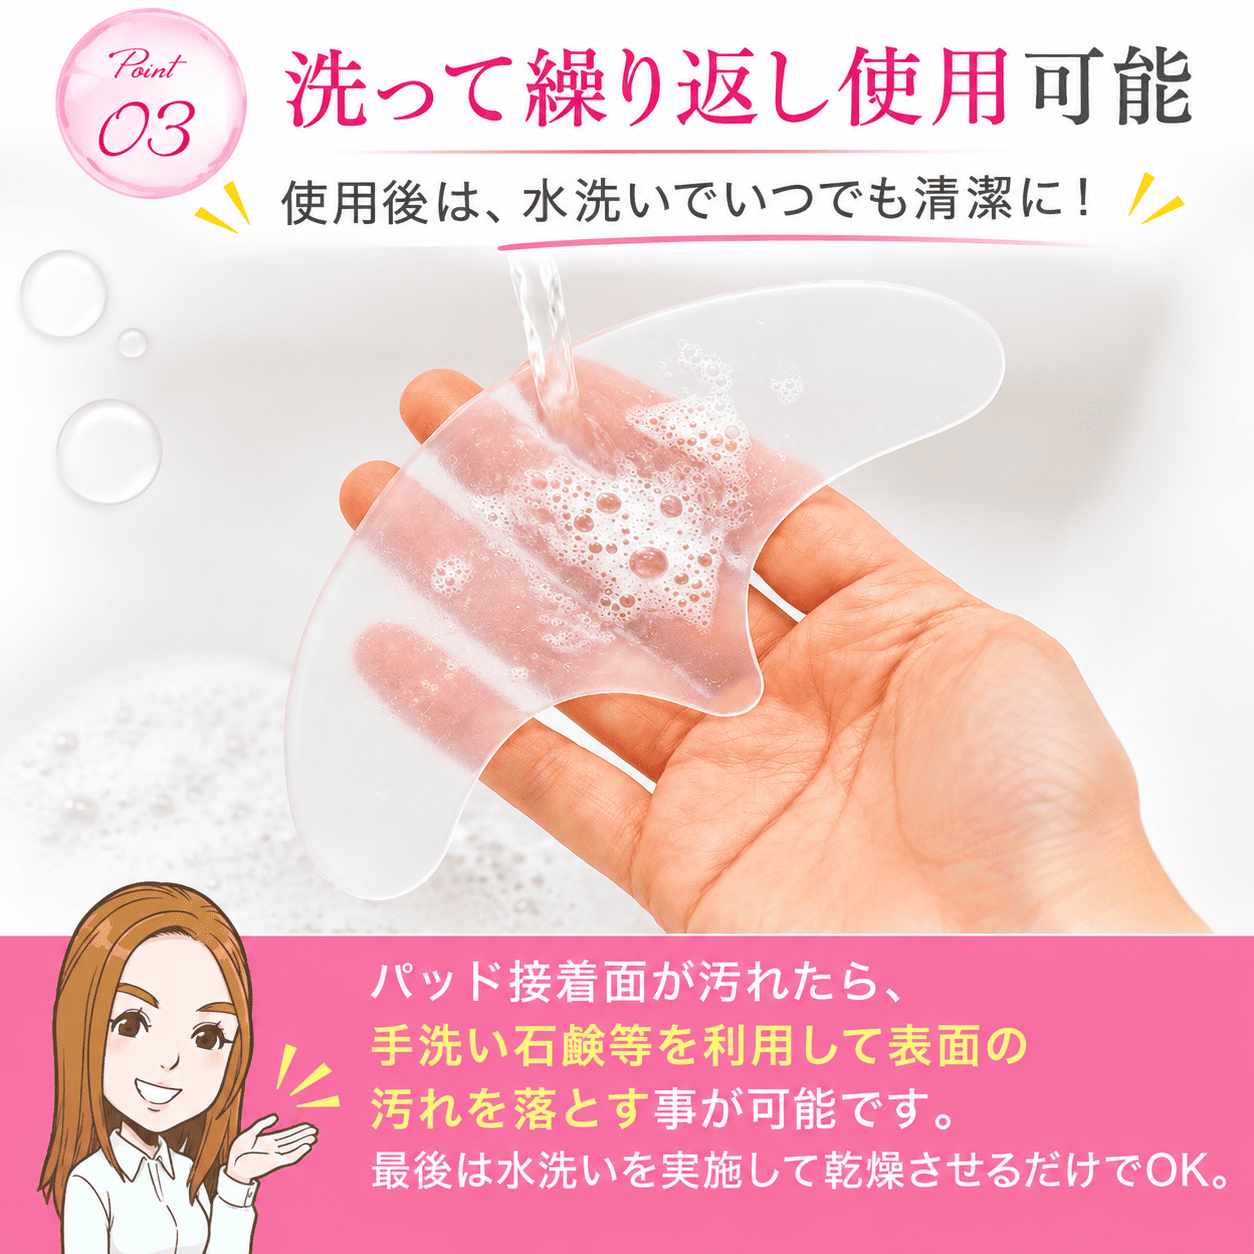 Point
03
洗って繰り返し使用可能
使用後は、水洗いでいつでも清潔に!
パッド接着面が汚れたら、
手洗い石鹸等を利用して表面の
汚れを落とす事が可能です。
最後は水洗いを実施して乾燥させるだけでOK。